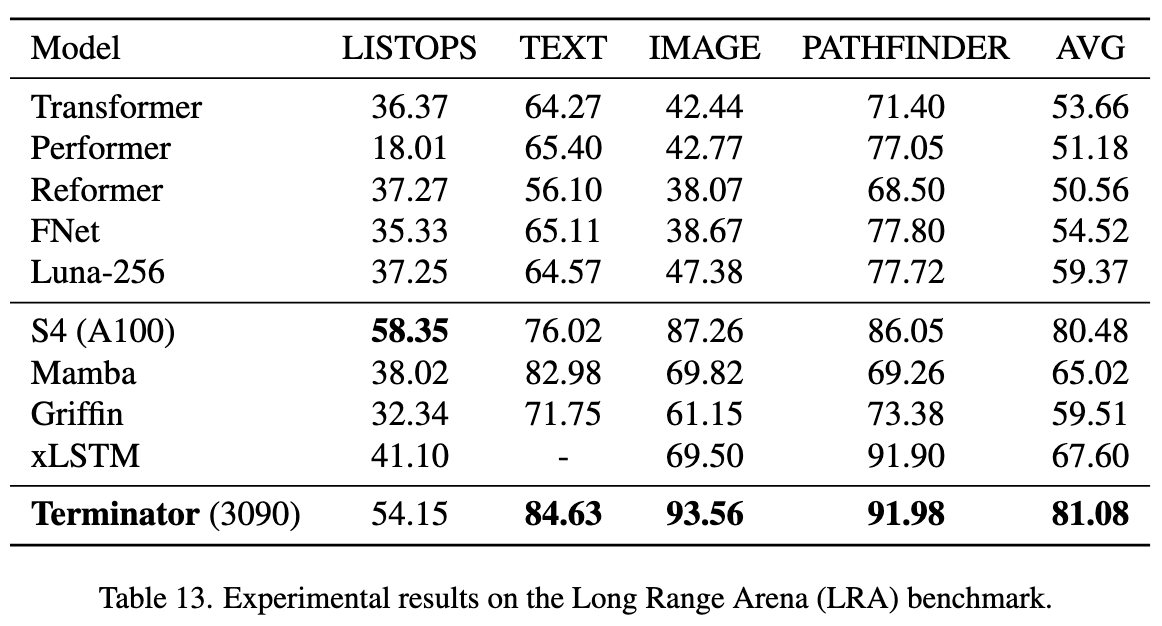 Model LISTOPS TEXT IMAGE PATHFINDER AVG
Transformer 36.37 64.27 42.44 71.40 53.66
Performer 18.01 65.40 42.77 77.05 51.18
Reformer 37.27 56.10 38.07 68.50 50.56
FNet 35.33 65.11 38.67 77.80 54.52
Luna-256 37.25 64.57 47.38 77.72 59.37
S4 (A100) 58.35 76.02 87.26 86.05 80.48
Mamba 38.02 82.98 69.82 69.26 65.02
Griffin 32.34 71.75 61.15 73.38 59.51
xLSTM 41.10 - 69.50 91.90 67.60
Terminator (3090) 54.15 84.63 93.56 91.98 81.08
Table 13. Experimental results on the Long Range Arena (LRA) benchmark.